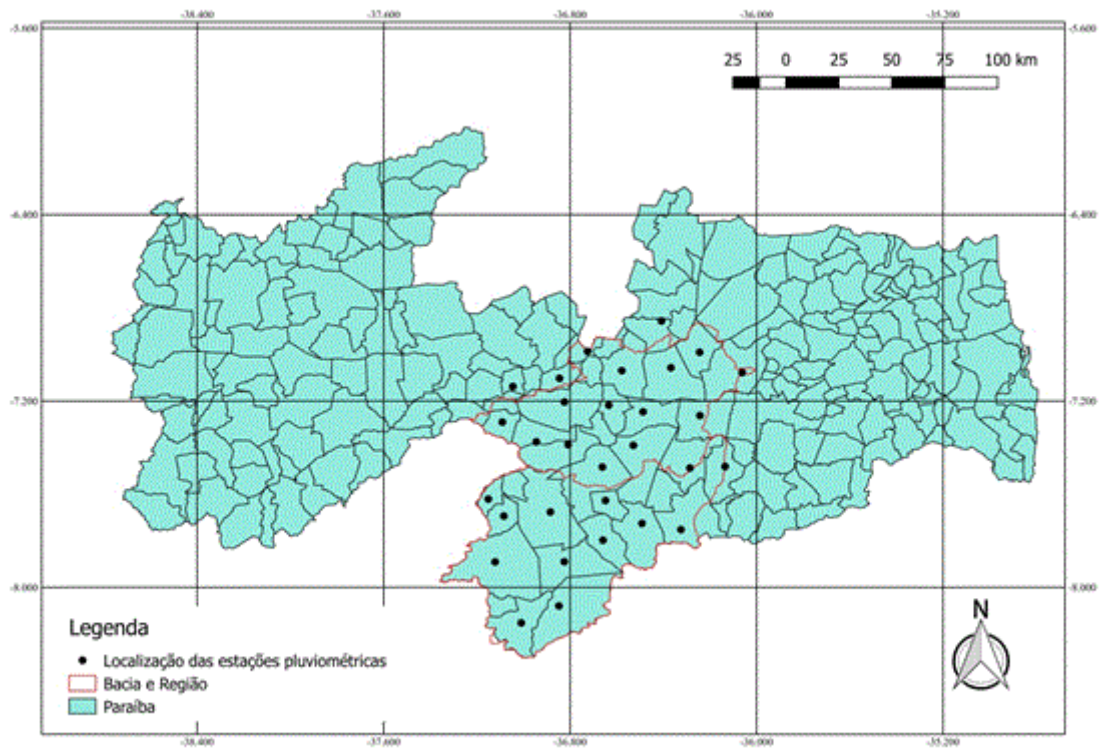 -38.400 -37.600 -36.800 -36.000 -35.200
-5.600 -5.600
25 0 25 50 75 100 km
-6.400 -6.400
-7.200 -7.200
-8.000 -8.000
N
Legenda
Localização das estações pluviométricas
Bacia e Região
Paraíba
-38.400 -37.600 -36.800 -36.000 -35.200